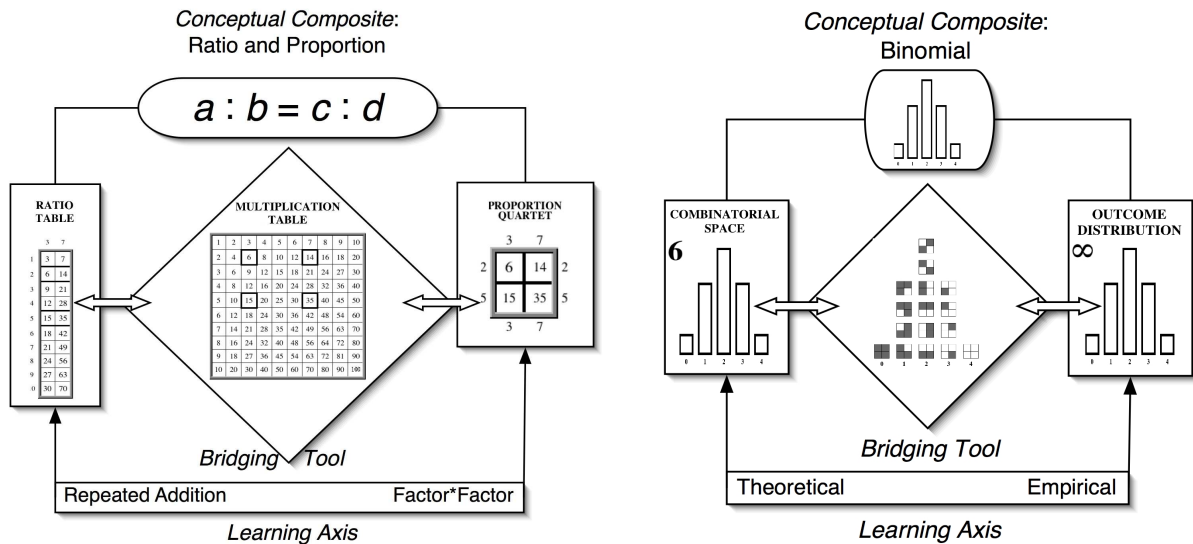 Conceptual Composite:
Ratio and Proportion
a : b = c : d
RATIO
TABLE
3 7
1 3 7
2 6 14
3 9 21
4 12 28
5 15 35
6 18 42
7 21 49
8 24 56
9 27 63
0 30 70
MULTIPLICATION
TABLE
1 2 3 4 5 6 7 8 9 10
2 4 6 8 10 12 14 16 18 20
3 6 9 12 15 18 21 24 27 30
4 8 12 16 20 24 28 32 36 40
5 10 15 20 25 30 35 40 45 50
6 12 18 24 30 36 42 48 54 60
7 14 21 28 35 42 49 56 63 70
8 16 24 32 40 48 56 64 72 80
9 18 27 36 45 54 63 72 81 90
10 20 30 40 50 60 70 80 90 100
PROPORTION
QUARTET
3 7
2 6 14 2
5 15 35 5
3 7
Bridging Tool
Repeated Addition
Factor*Factor
Learning Axis
Conceptual Composite:
Binomial
0 1 2 3 4
COMBINATORIAL
SPACE
6
0 1 2 3 4
0 1 2 3 4
OUTCOME
DISTRIBUTION
∞
0 1 2 3 4
Bridging Tool
Theoretical
Empirical
Learning Axis